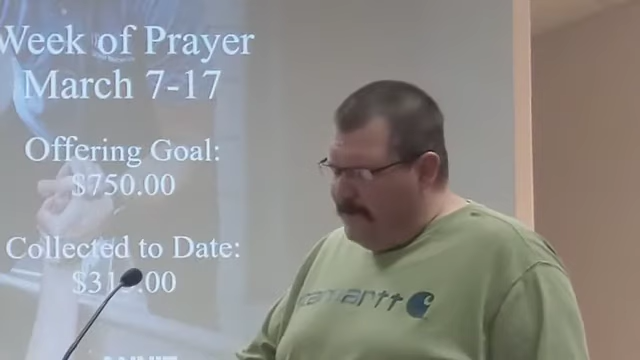 Week of Prayer
March 7-17
Offering Goal:
$750.00
Collected to Date:
carhartt